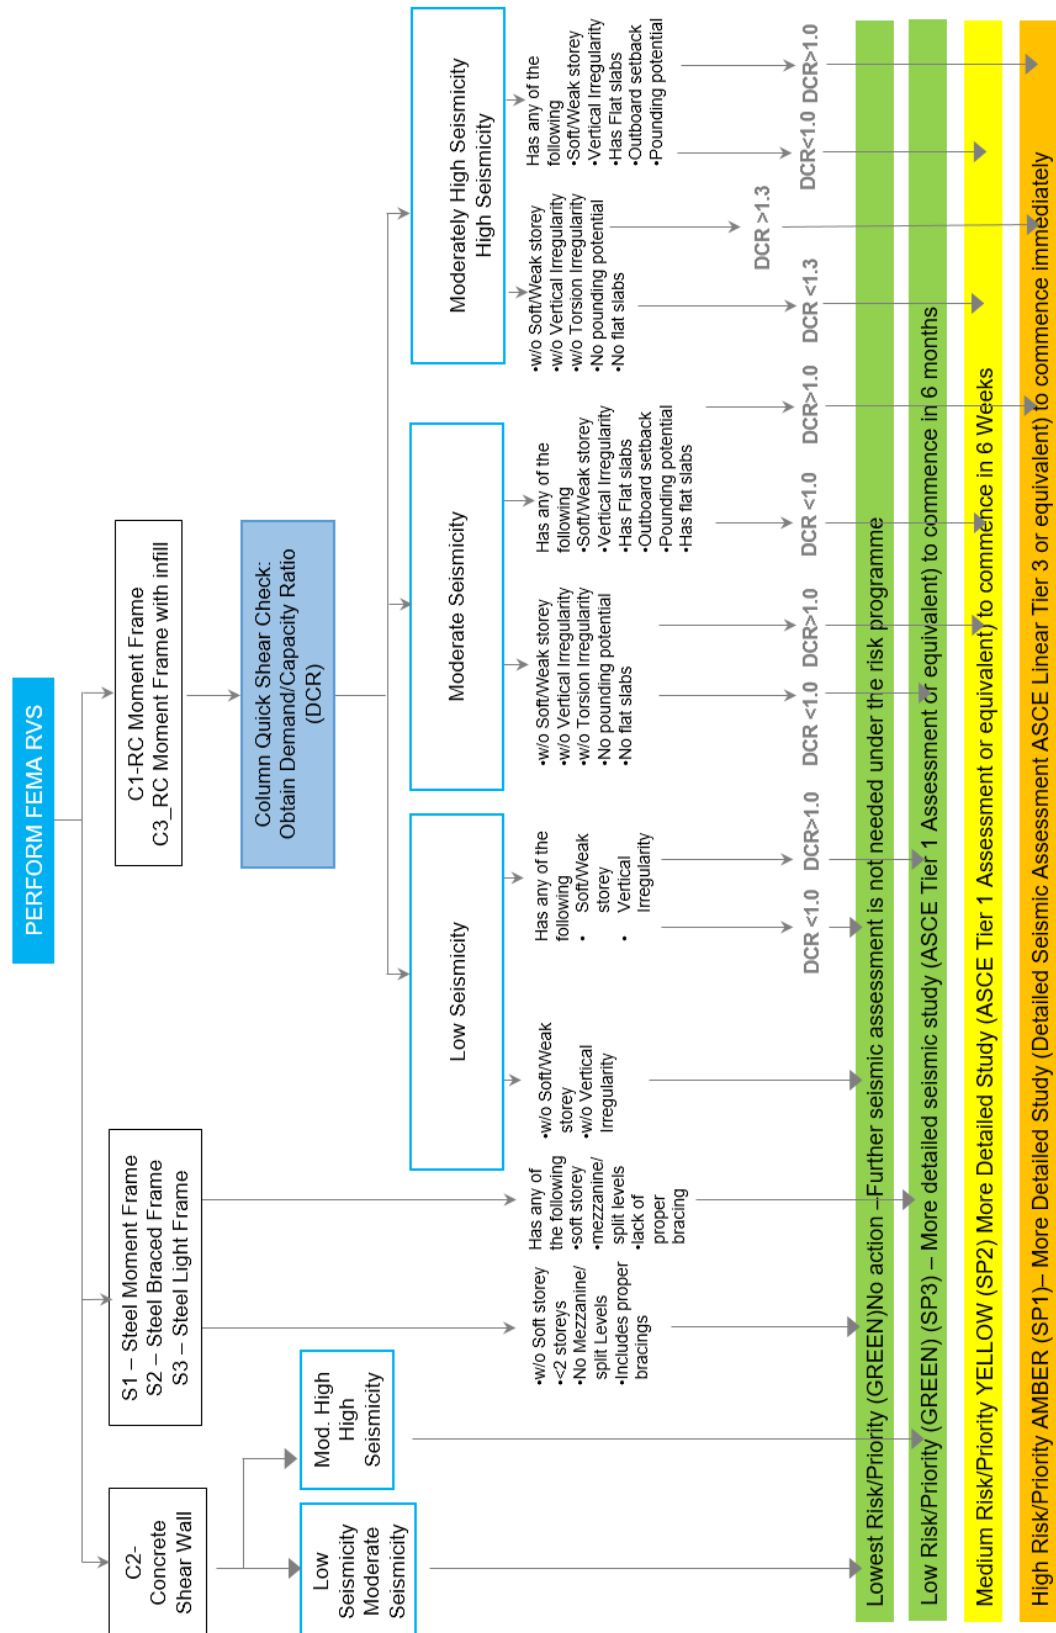 PERFORM FEMA RVS
C2-
Concrete
Shear Wall
S1 – Steel Moment Frame
S2 – Steel Braced Frame
S3 – Steel Light Frame
C1-RC Moment Frame
C3_RC Moment Frame with infill
Column Quick Shear Check:
Obtain Demand/Capacity Ratio
(DCR)
Low
Seismicity
Moderate
Seismicity
Mod. High
High
Seismicity
Low Seismicity
Moderate Seismicity
Moderately High Seismicity
High Seismicity
•w/o Soft storey
•<2 storeys
•No Mezzanine/
split Levels
•Includes proper
bracings
Has any of
the following
•soft storey
•mezzanine/
split levels
•lack of
proper
bracing
•w/o Soft/Weak
storey
•w/o Vertical
Irregularity
Has any of the
following
• Soft/Weak
storey
• Vertical
Irregularity
•w/o Soft/Weak storey
•w/o Vertical Irregularity
•w/o Torsion Irregularity
•No pounding potential
•No flat slabs
Has any of the
following
•Soft/Weak storey
•Vertical Irregularity
•Has Flat slabs
•Outboard setback
•Pounding potential
•Has flat slabs
•w/o Soft/Weak storey
•w/o Vertical Irregularity
•w/o Torsion Irregularity
•No pounding potential
•No flat slabs
Has any of the
following
•Soft/Weak storey
•Vertical Irregularity
•Has Flat slabs
•Outboard setback
•Pounding potential
DCR <1.0
DCR>1.0
DCR <1.0
DCR>1.0
DCR <1.0
DCR>1.0
DCR <1.3
DCR >1.3
DCR<1.0
DCR>1.0
Lowest Risk/Priority (GREEN)No action –Further seismic assessment is not needed under the risk programme
Low Risk/Priority (GREEN) (SP3) – More detailed seismic study (ASCE Tier 1 Assessment or equivalent) to commence in 6 months
Medium Risk/Priority YELLOW (SP2) More Detailed Study (ASCE Tier 1 Assessment or equivalent) to commence in 6 Weeks
High Risk/Priority AMBER (SP1)– More Detailed Study (Detailed Seismic Assessment ASCE Linear Tier 3 or equivalent) to commence immediately